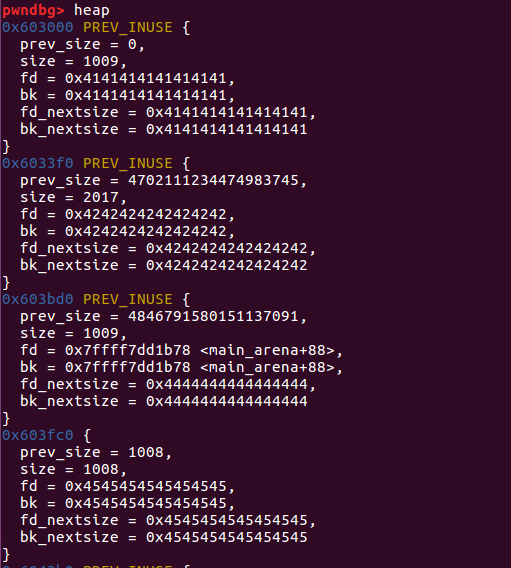 pwndbg> heap
0x603000 PREV_INUSE {
  prev_size = 0,
  size = 1009,
  fd = 0x4141414141414141,
  bk = 0x4141414141414141,
  fd_nextsize = 0x4141414141414141,
  bk_nextsize = 0x4141414141414141
}
0x6033f0 PREV_INUSE {
  prev_size = 4702111234474983745,
  size = 2017,
  fd = 0x4242424242424242,
  bk = 0x4242424242424242,
  fd_nextsize = 0x4242424242424242,
  bk_nextsize = 0x4242424242424242
}
0x603bd0 PREV_INUSE {
  prev_size = 4846791580151137091,
  size = 1009,
  fd = 0x7ffff7dd1b78 <main_arena+88>,
  bk = 0x7ffff7dd1b78 <main_arena+88>,
  fd_nextsize = 0x4444444444444444,
  bk_nextsize = 0x4444444444444444
}
0x603fc0 {
  prev_size = 1008,
  size = 1008,
  fd = 0x4545454545454545,
  bk = 0x4545454545454545,
  fd_nextsize = 0x4545454545454545,
  bk_nextsize = 0x4545454545454545
}